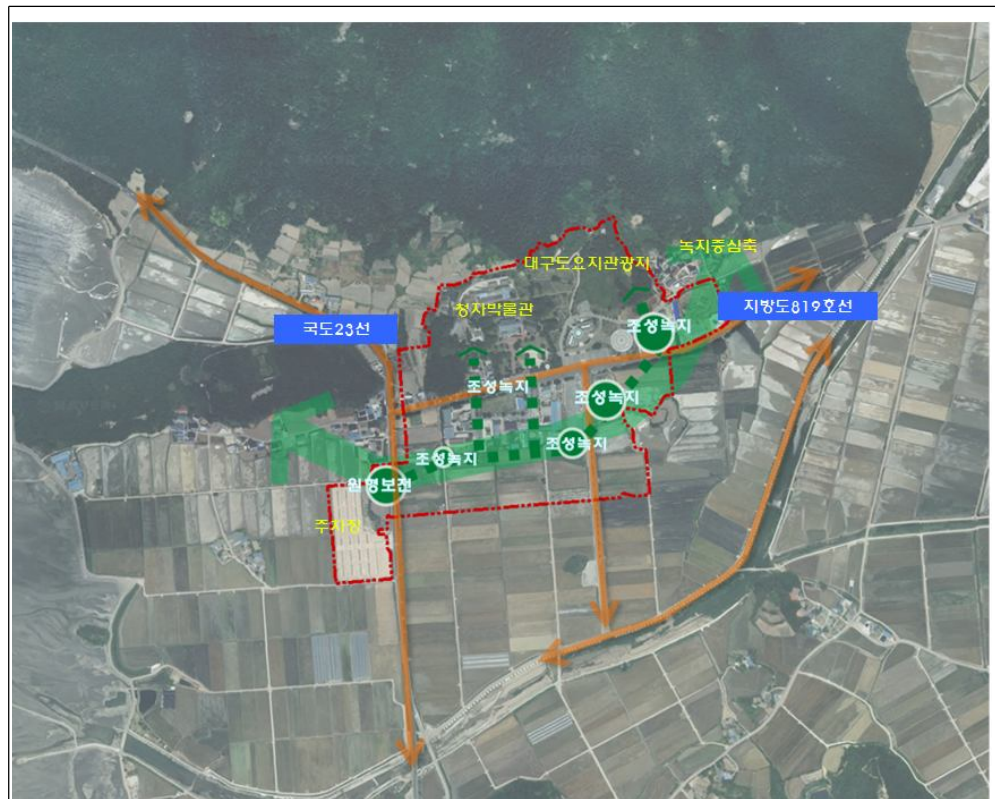 녹지중심축
대구도요지관광지
청자박물관
지방도819호선
국도23선
조성녹지
조성녹지
조성녹지
조성녹지
조성녹지
원형보전
주차장